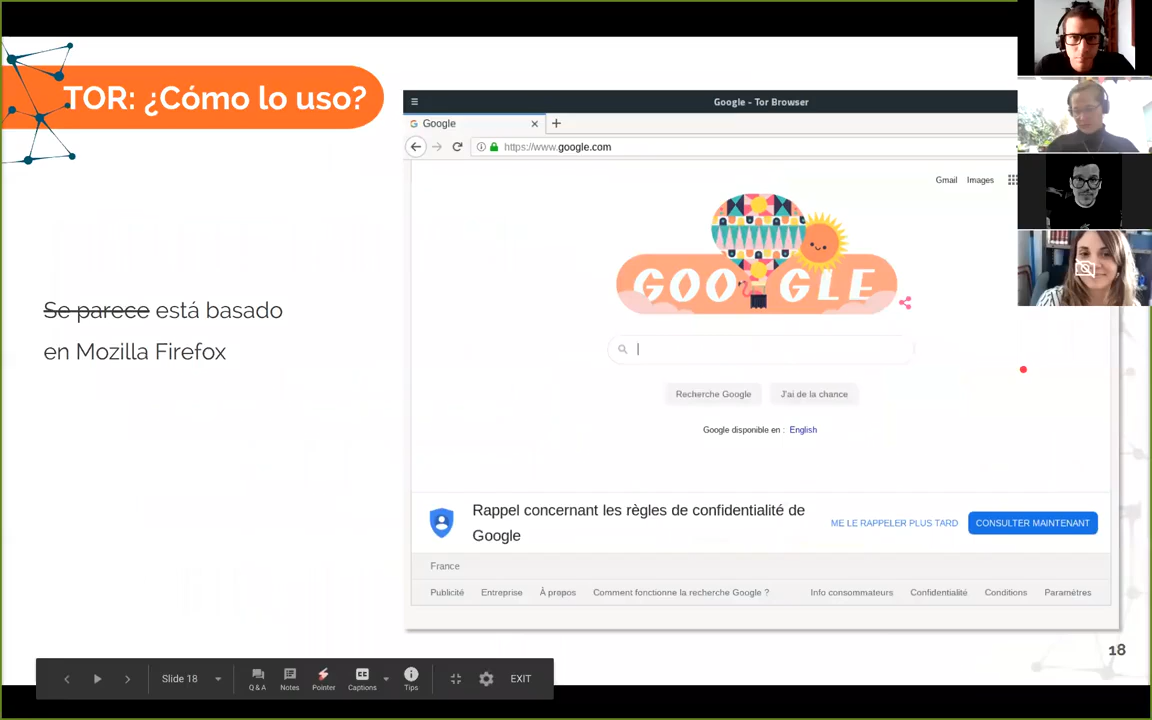 TOR: ¿Cómo lo uso?
Se parece está basado
en Mozilla Firefox
Google - Tor Browser
Google
https://www.google.com
Gmail Images
GOOGLE
Recherche Google J'ai de la chance
Google disponible en : English
Rappel concernant les règles de confidentialité de
Google
ME LE RAPPELER PLUS TARD CONSULTER MAINTENANT
France
Publicité Entreprise À propos Comment fonctionne la recherche Google ? Info consommateurs Confidentialité Conditions Paramètres
18
Slide 18 Q & A Notes Pointer CC Captions Tips EXIT